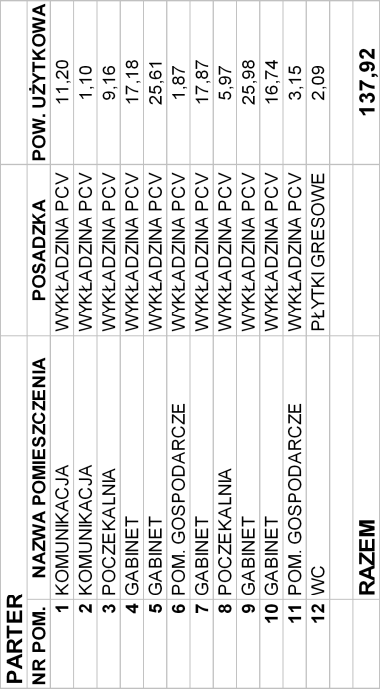 PARTER
NR POM. NAZWA POMIESZCZENIA POSADZKA POW. UŻYTKOWA
1 KOMUNIKACJA WYKŁADZINA PCV 11,20
2 KOMUNIKACJA WYKŁADZINA PCV 1,10
3 POCZEKALNIA WYKŁADZINA PCV 9,16
4 GABINET WYKŁADZINA PCV 17,18
5 GABINET WYKŁADZINA PCV 25,61
6 POM. GOSPODARCZE WYKŁADZINA PCV 1,87
7 GABINET WYKŁADZINA PCV 17,87
8 POCZEKALNIA WYKŁADZINA PCV 5,97
9 GABINET WYKŁADZINA PCV 25,98
10 GABINET WYKŁADZINA PCV 16,74
11 POM. GOSPODARCZE WYKŁADZINA PCV 3,15
12 WC PŁYTKI GRESOWE 2,09
RAZEM 137,92